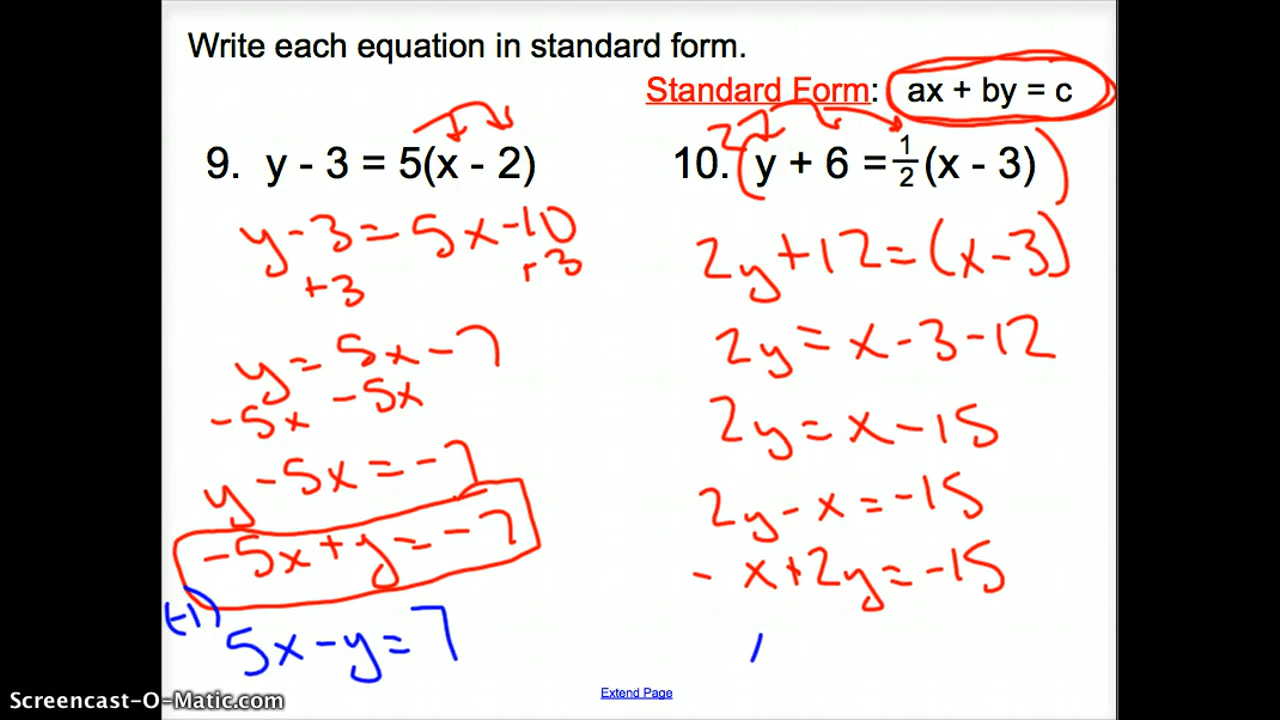 Write each equation in standard form.
Standard Form: ax + by = c
9. y - 3 = 5(x - 2)
y - 3 = 5x - 10
+3 +3
y = 5x - 7
-5x -5x
y - 5x = -7
-5x + y = -7
(-1)
5x - y = 7
2
10. (y + 6 = 1/2 (x - 3))
2y + 12 = (x - 3)
2y = x - 3 - 12
2y = x - 15
2y - x = -15
- x + 2y = -15
Extend Page
Screencast-O-Matic.com